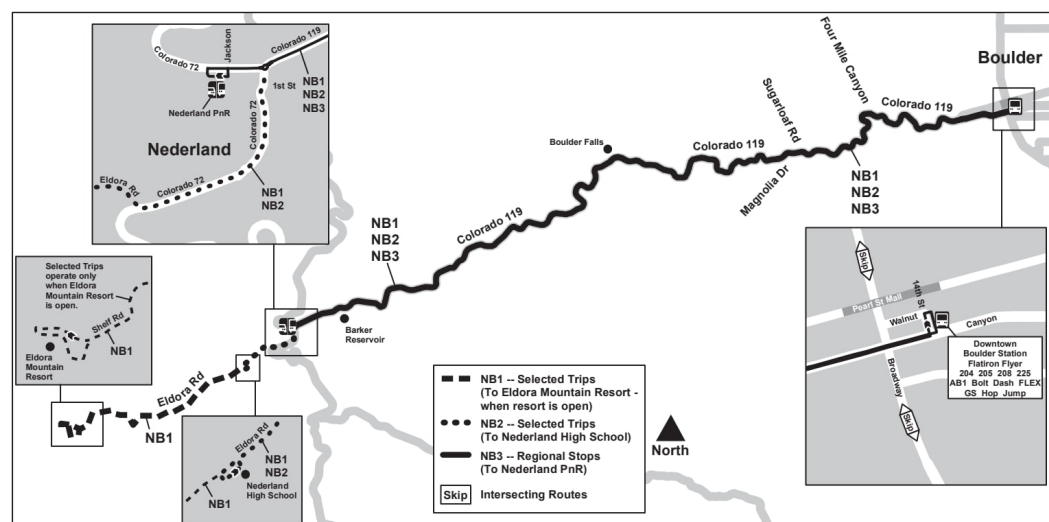 Colorado 119
Jackson
Colorado 72
NB1
NB2
NB3
1st St
Nederland PnR
Colorado 72
Nederland
Eldora Rd
Colorado 72
NB1
NB2
Selected Trips
operate only
when Eldora
Mountain Resort
is open.
Shelf Rd
NB1
Eldora
Mountain
Resort
Eldora Rd
NB1
Eldora Rd
NB1
NB2
Nederland
High School
NB1
NB1
NB2
NB3
Barker
Reservoir
Colorado 119
Boulder Falls
Colorado 119
Sugarloaf Rd
Magnolia Dr
Four Mile Canyon
NB1
NB2
NB3
Colorado 119
Boulder
NB1 -- Selected Trips
(To Eldora Mountain Resort -
when resort is open)
NB2 -- Selected Trips
(To Nederland High School)
NB3 -- Regional Stops
(To Nederland PnR)
Skip Intersecting Routes
North
Skip
Pearl St Mall
14th St
Walnut
Canyon
Broadway
Skip
Downtown
Boulder Station
Flatiron Flyer
204 205 208 225
AB1 Bolt Dash FLEX
GS Hop Jump